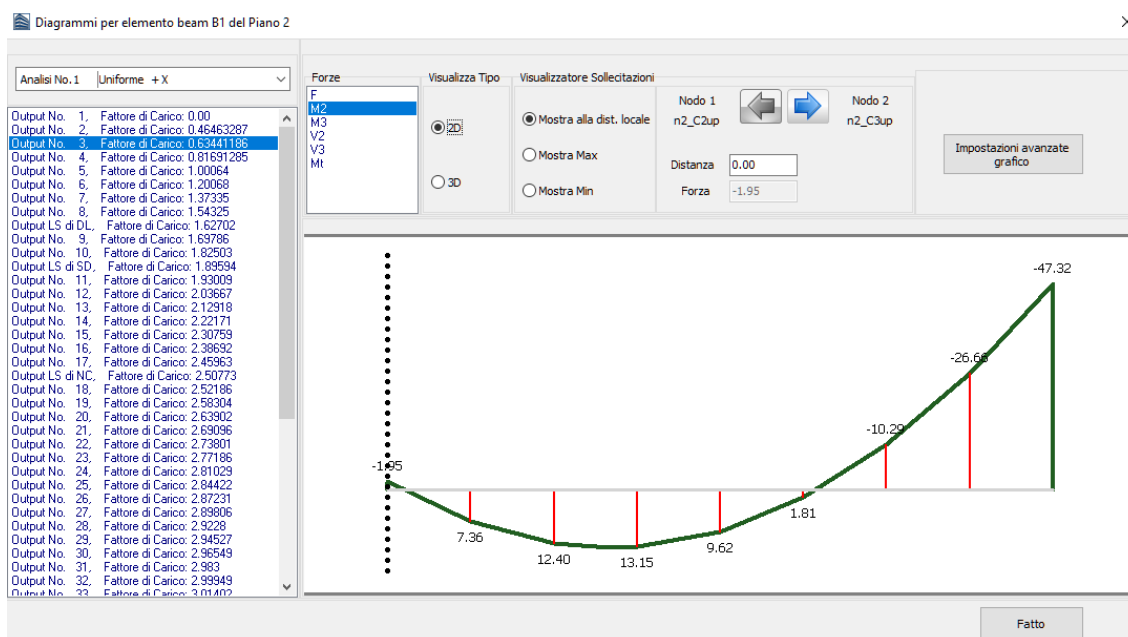 Diagrammi per elemento beam B1 del Piano 2
Analisi No.1 Uniforme +X
Output No. 1, Fattore di Carico: 0.00
Output No. 2, Fattore di Carico: 0.46463287
Output No. 3, Fattore di Carico: 0.63441186
Output No. 4, Fattore di Carico: 0.81691285
Output No. 5, Fattore di Carico: 1.00064
Output No. 6, Fattore di Carico: 1.20068
Output No. 7, Fattore di Carico: 1.37335
Output No. 8, Fattore di Carico: 1.54325
Output LS di DL, Fattore di Carico: 1.62702
Output No. 9, Fattore di Carico: 1.69786
Output No. 10, Fattore di Carico: 1.82503
Output LS di SD, Fattore di Carico: 1.89594
Output No. 11, Fattore di Carico: 1.93009
Output No. 12, Fattore di Carico: 2.03667
Output No. 13, Fattore di Carico: 2.12918
Output No. 14, Fattore di Carico: 2.22171
Output No. 15, Fattore di Carico: 2.30759
Output No. 16, Fattore di Carico: 2.38692
Output No. 17, Fattore di Carico: 2.45963
Output LS di NC, Fattore di Carico: 2.50773
Output No. 18, Fattore di Carico: 2.52186
Output No. 19, Fattore di Carico: 2.58304
Output No. 20, Fattore di Carico: 2.63902
Output No. 21, Fattore di Carico: 2.69096
Output No. 22, Fattore di Carico: 2.73801
Output No. 23, Fattore di Carico: 2.77186
Output No. 24, Fattore di Carico: 2.81029
Output No. 25, Fattore di Carico: 2.84422
Output No. 26, Fattore di Carico: 2.87231
Output No. 27, Fattore di Carico: 2.89806
Output No. 28, Fattore di Carico: 2.9228
Output No. 29, Fattore di Carico: 2.94527
Output No. 30, Fattore di Carico: 2.96549
Output No. 31, Fattore di Carico: 2.983
Output No. 32, Fattore di Carico: 2.99949
Output No. 33, Fattore di Carico: 3.01402
Forze
F
M2
M3
V2
V3
Mt
Visualizza Tipo
2D
3D
Visualizzatore Sollecitazioni
Mostra alla dist. locale
Mostra Max
Mostra Min
Nodo 1
n2_C2up
Nodo 2
n2_C3up
Distanza 0.00
Forza -1.95
Impostazioni avanzate
grafico
-47.32
-26.66
-10.29
-1.95
1.81
7.36
9.62
12.40
13.15
Fatto